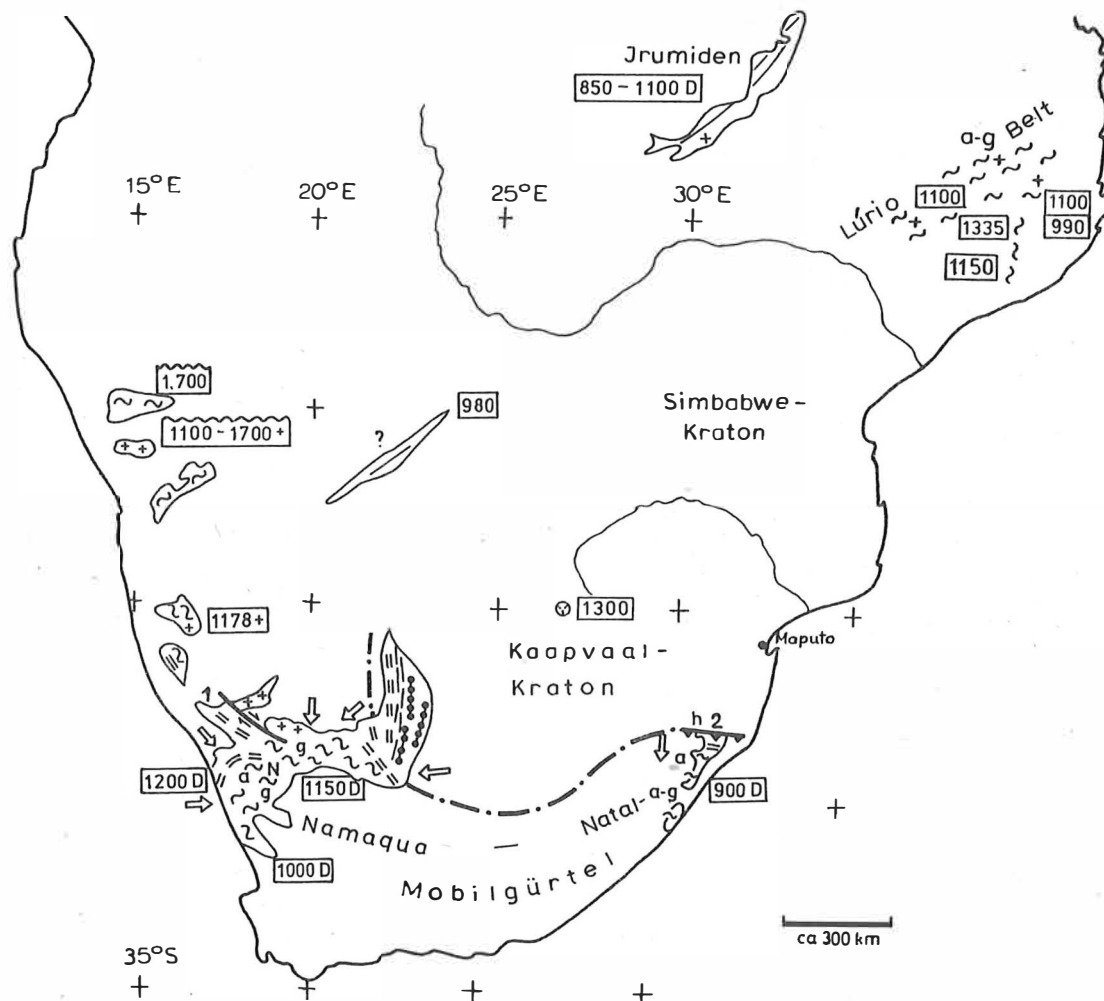 Jrumiden
850 – 1100 D
a-g Belt
15°E
20°E
25°E
30°E
Lúrio
1100
1100
1335
990
1150
1.700
980
1100 – 1700 +
?
Simbabwe-
Kraton
1178 +
1300
Maputo
Kaapvaal-
Kraton
1
h 2
g
a
N
a
g
1200 D
1150 D
900 D
Natal- a-g
Namaqua —
Mobilgürtel
1000 D
ca 300 km
35°S